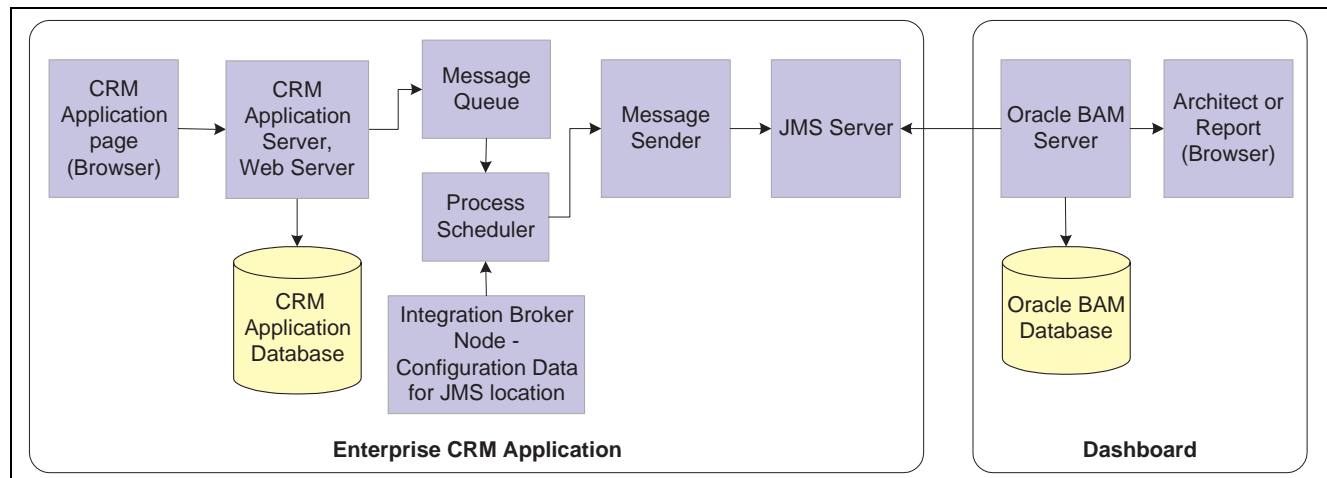 CRM
Application
page
(Browser)
CRM
Application
Server,
Web Server
Message
Queue
Process
Scheduler
Message
Sender
JMS Server
Oracle BAM
Server
Architect or
Report
(Browser)
CRM
Application
Database
Integration Broker
Node -
Configuration Data
for JMS location
Oracle BAM
Database
Enterprise CRM Application
Dashboard